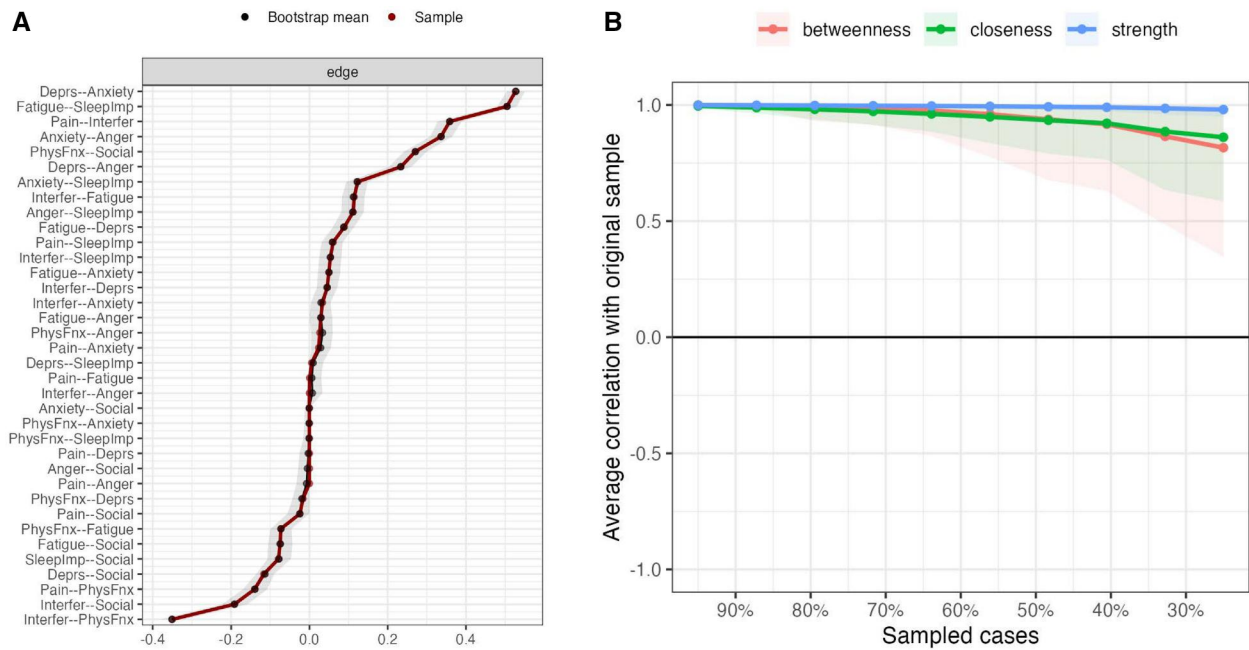 A
Bootstrap mean Sample
edge
Deprs--Anxiety
Fatigue--SleepImp
Pain--Interfer
Anxiety--Anger
PhysFnx--Social
Deprs--Anger
Anxiety--SleepImp
Interfer--Fatigue
Anger--SleepImp
Fatigue--Deprs
Pain--SleepImp
Interfer--SleepImp
Fatigue--Anxiety
Interfer--Deprs
Interfer--Anxiety
Fatigue--Anger
PhysFnx--Anger
Pain--Anxiety
Deprs--SleepImp
Pain--Fatigue
Interfer--Anger
Anxiety--Social
PhysFnx--Anxiety
PhysFnx--SleepImp
Pain--Deprs
Anger--Social
Pain--Anger
PhysFnx--Deprs
Pain--Social
PhysFnx--Fatigue
Fatigue--Social
SleepImp--Social
Deprs--Social
Pain--PhysFnx
Interfer--Social
Interfer--PhysFnx
-0.4 -0.2 0.0 0.2 0.4
B
betweenness closeness strength
Average correlation with original sample
1.0
0.5
0.0
-0.5
-1.0
90% 80% 70% 60% 50% 40% 30%
Sampled cases